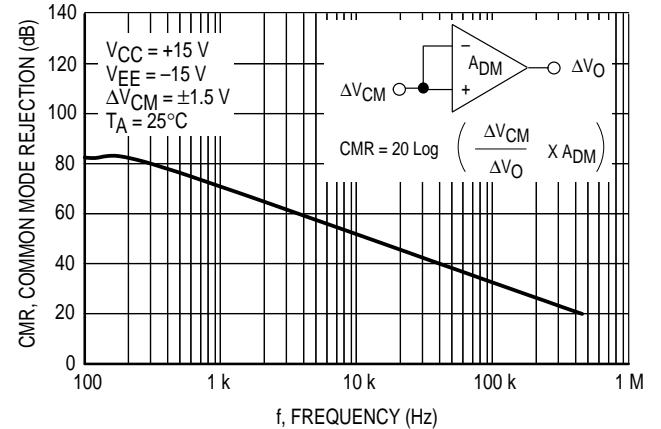 CMR, COMMON MODE REJECTION (dB)
140
120
100
80
60
40
20
0
VCC = +15 V
VEE = –15 V
ΔVCM = ±1.5 V
TA = 25°C
ΔVCM
–
+
ADM
ΔVO
CMR = 20 Log ( ΔVCM / ΔVO X ADM )
100
1 k
10 k
100 k
1 M
f, FREQUENCY (Hz)